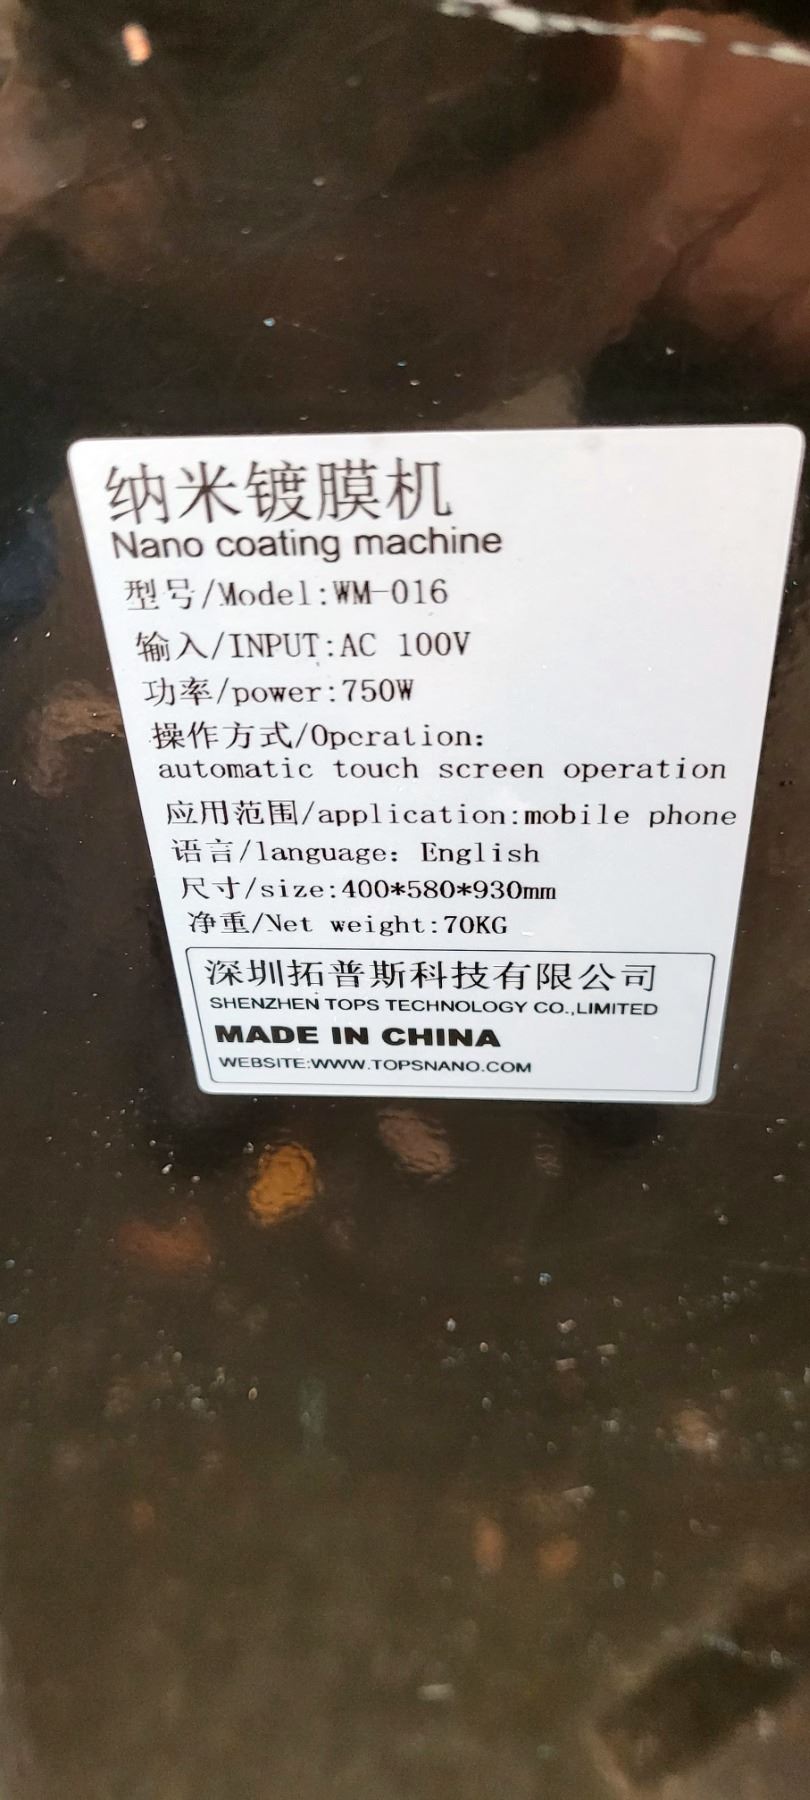 纳米镀膜机
Nano coating machine
型号/Model:WM-016
输入/INPUT:AC 100V
功率/power:750W
操作方式/Operation:
automatic touch screen operation
应用范围/application:mobile phone
语言/language: English
尺寸/size:400*580*930mm
净重/Net weight:70KG
深圳拓普斯科技有限公司
SHENZHEN TOPS TECHNOLOGY CO.,LIMITED
MADE IN CHINA
WEBSITE:WWW.TOPSNANO.COM